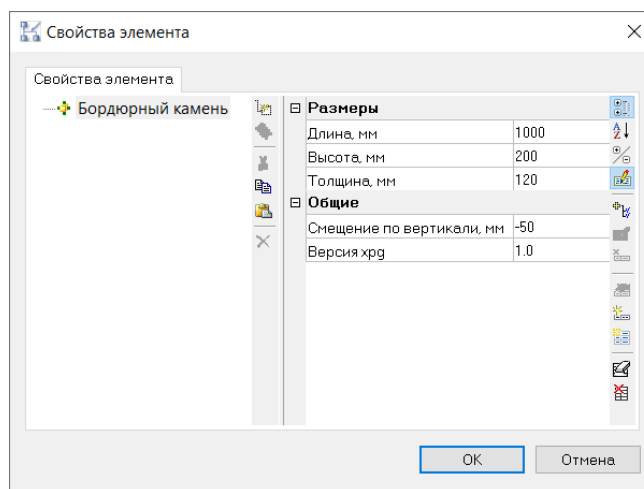 Свойства элемента
Свойства элемента
Бордюрный камень
Размеры
Длина, мм 1000
Высота, мм 200
Толщина, мм 120
Общие
Смещение по вертикали, мм -50
Версия xpg 1.0
OK Отмена